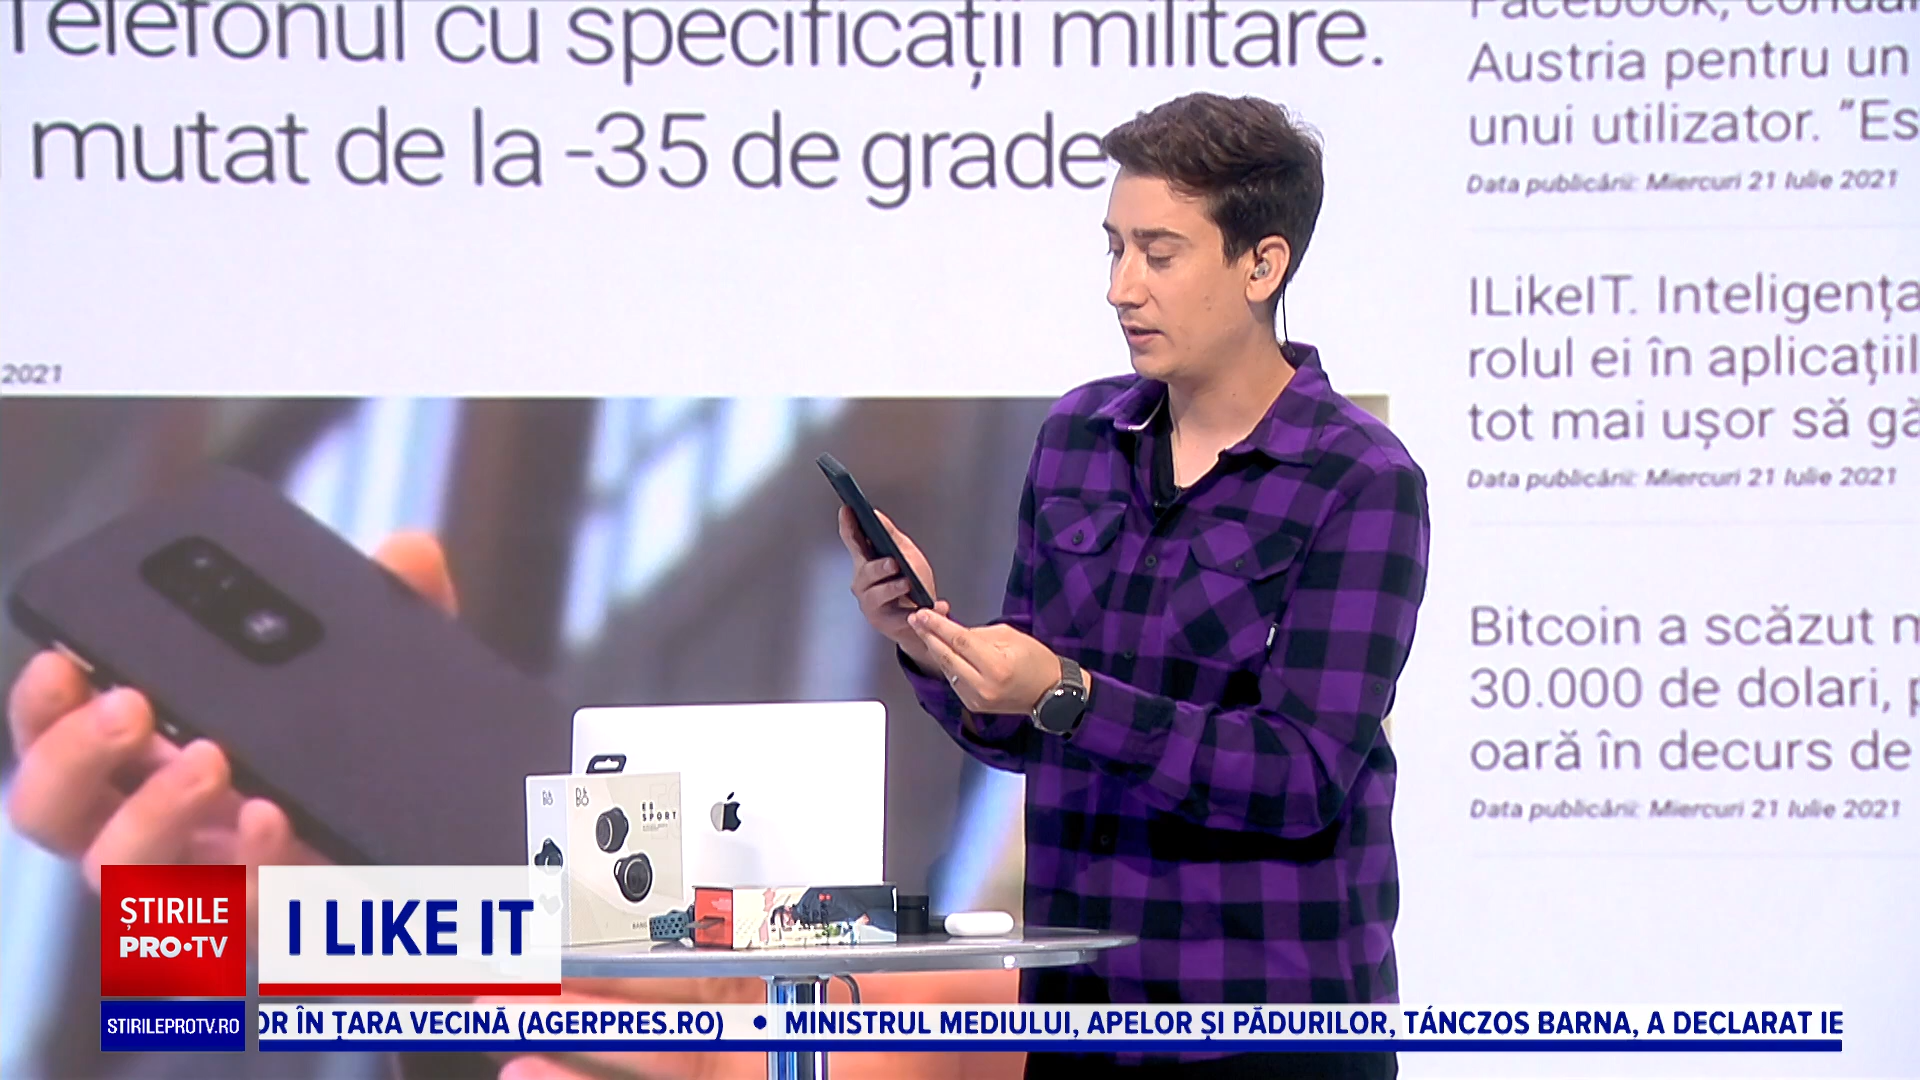 Telefonul cu specificații militare.
mutat de la -35 de grade
2021
Austria pentru un
unui utilizator. "Es
Data publicării: Miercuri 21 Iulie 2021
ILikeIT. Inteligența
rolul ei în aplicațiil
tot mai ușor să gă
Data publicării: Miercuri 21 Iulie 2021
Bitcoin a scăzut
30.000 de dolari,
oară în decurs de
Data publicării: Miercuri 21 Iulie 2021
E8
SPORT
ȘTIRILE
PRO•TV
I LIKE IT
STIRILEPROTV.RO
OR ÎN ȚARA VECINĂ (AGERPRES.RO) • MINISTRUL MEDIULUI, APELOR ȘI PĂDURILOR, TÁNCZOS BARNA, A DECLARAT IE